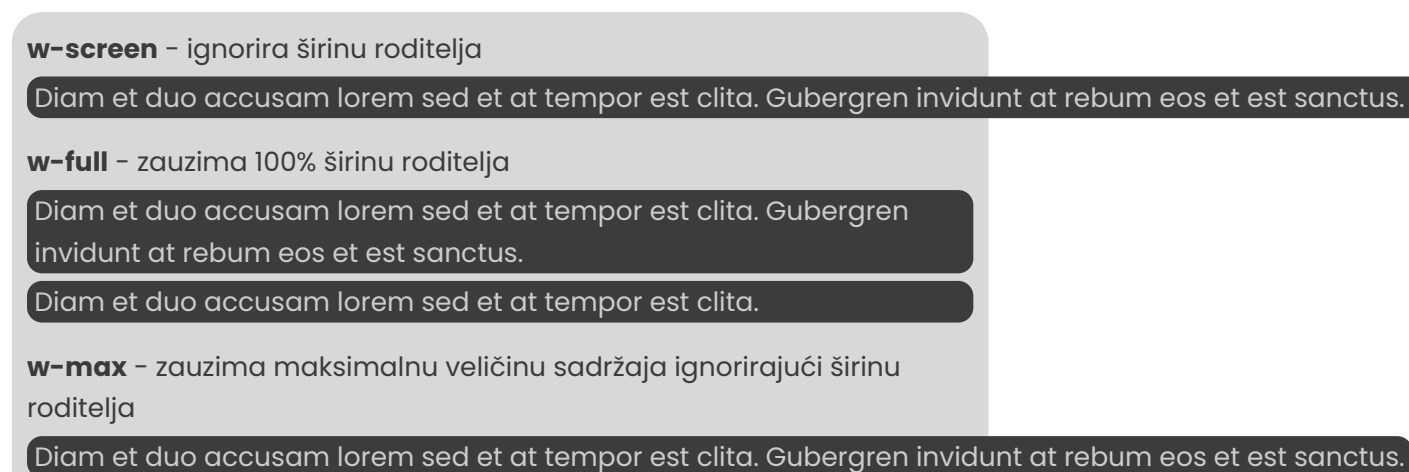 w-screen - ignorira širinu roditelja
Diam et duo accusam lorem sed et at tempor est clita. Gubergren invidunt at rebum eos et est sanctus.
w-full - zauzima 100% širinu roditelja
Diam et duo accusam lorem sed et at tempor est clita. Gubergren
invidunt at rebum eos et est sanctus.
Diam et duo accusam lorem sed et at tempor est clita.
w-max - zauzima maksimalnu veličinu sadržaja ignorirajući širinu
roditelja
Diam et duo accusam lorem sed et at tempor est clita. Gubergren invidunt at rebum eos et est sanctus.